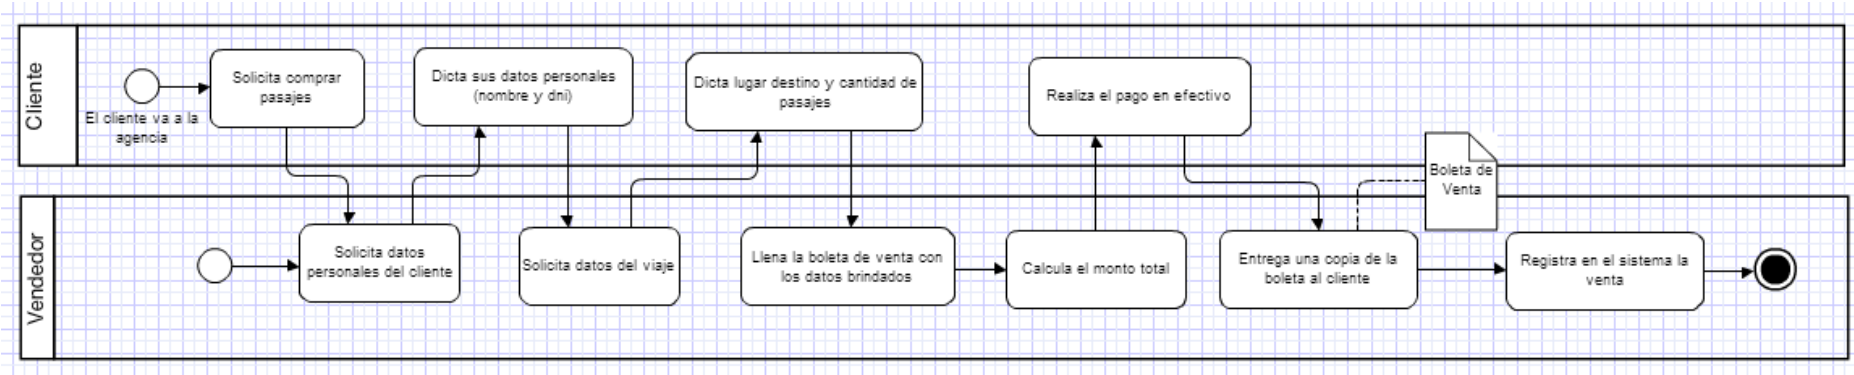 Cliente
El cliente va a la
agencia
Solicita comprar
pasajes
Dicta sus datos personales
(nombre y dni)
Dicta lugar destino y cantidad de
pasajes
Realiza el pago en efectivo
Boleta de
Venta
Vendedor
Solicita datos
personales del cliente
Solicita datos del viaje
Llena la boleta de venta con
los datos brindados
Calcula el monto total
Entrega una copia de la
boleta al cliente
Registra en el sistema la
venta